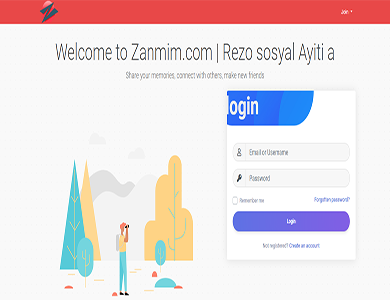 Join
Welcome to Zanmim.com | Rezo sosyal Ayiti a
Share your memories, connect with others, make new friends
login
Email or Username
Password
Remember me
Forgotten password?
Login
Not registered? Create an account